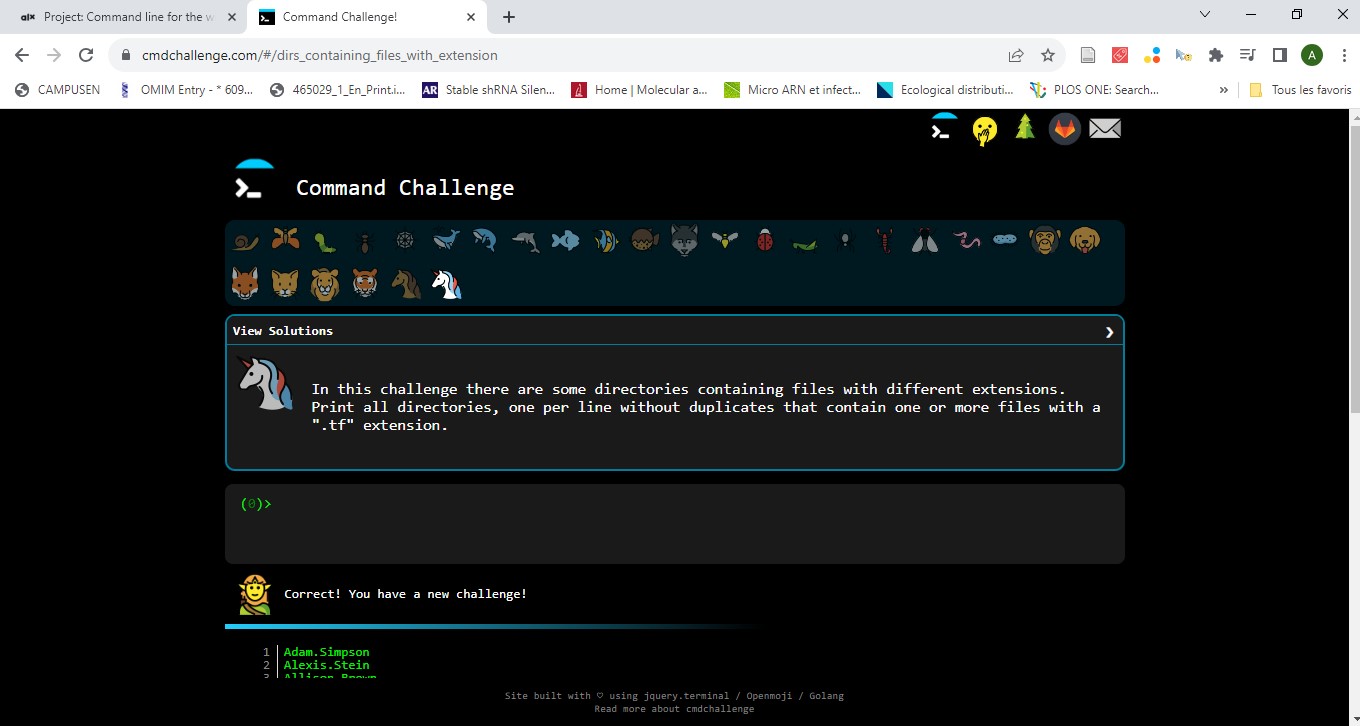 alx Project: Command line for the w
Command Challenge!
cmdchallenge.com/#/dirs_containing_files_with_extension
A
CAMPUSEN
OMIM Entry - * 609...
465029_1_En_Print.i...
AR Stable shRNA Silen...
Home | Molecular a...
Micro ARN et infect...
Ecological distributi...
PLOS ONE: Search...
»
Tous les favoris
Command Challenge
View Solutions
In this challenge there are some directories containing files with different extensions.
Print all directories, one per line without duplicates that contain one or more files with a
".tf" extension.
(0)>
Correct! You have a new challenge!
1 Adam.Simpson
2 Alexis.Stein
3 Allison.Brown
Site built with ♡ using jquery.terminal / Openmoji / Golang
Read more about cmdchallenge